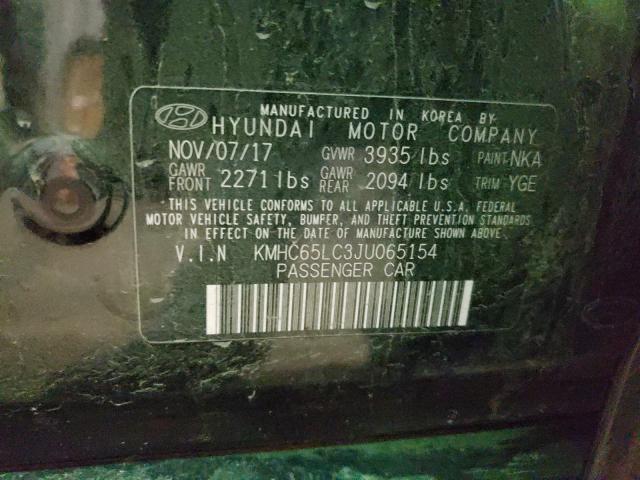 MANUFACTURED IN KOREA BY
HYUNDAI MOTOR COMPANY
NOV/07/17 GVWR 3935 lbs PAINT NKA
GAWR FRONT 2271 lbs GAWR REAR 2094 lbs TRIM YGE
THIS VEHICLE CONFORMS TO ALL APPLICABLE U.S.A. FEDERAL
MOTOR VEHICLE SAFETY, BUMPER, AND THEFT PREVENTION STANDARDS
IN EFFECT ON THE DATE OF MANUFACTURE SHOWN ABOVE.
V.I.N KMHC65LC3JU065154
PASSENGER CAR